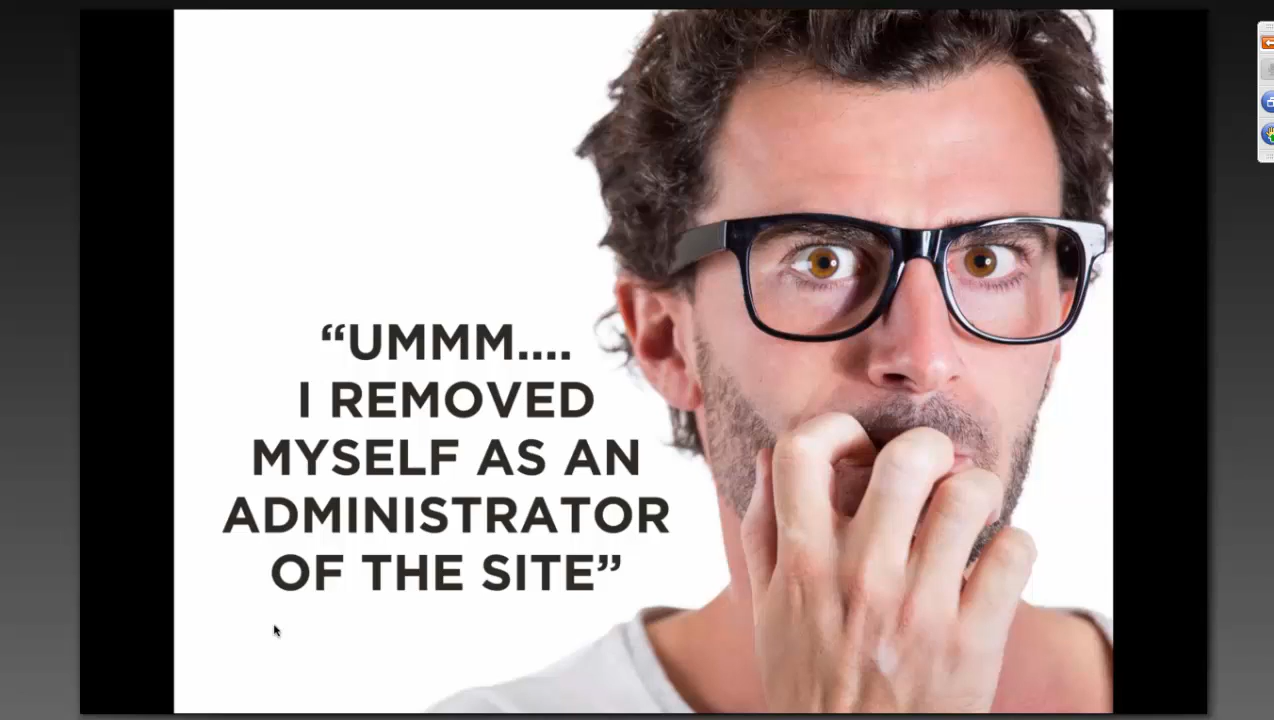 “UMMM....
I REMOVED
MYSELF AS AN
ADMINISTRATOR
OF THE SITE”